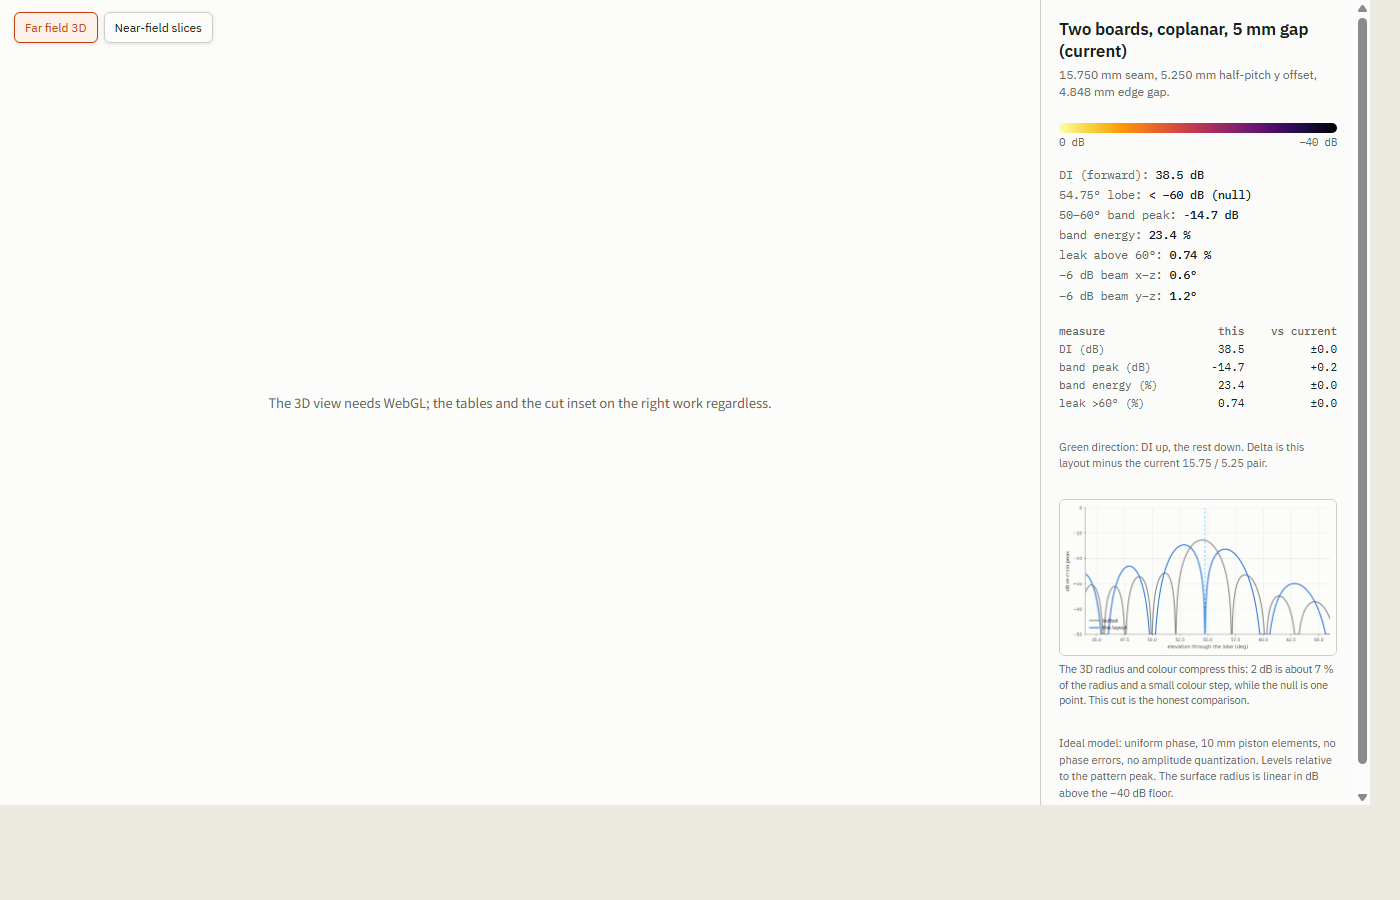 Far field 3D
Near-field slices
The 3D view needs WebGL; the tables and the cut inset on the right work regardless.
Two boards, coplanar, 5 mm gap
(current)
15.750 mm seam, 5.250 mm half-pitch y offset,
4.848 mm edge gap.
0 dB
−40 dB
DI (forward): 38.5 dB
54.75° lobe: < −60 dB (null)
50–60° band peak: -14.7 dB
band energy: 23.4 %
leak above 60°: 0.74 %
−6 dB beam x–z: 0.6°
−6 dB beam y–z: 1.2°
measure this vs current
DI (dB) 38.5 ±0.0
band peak (dB) -14.7 +0.2
band energy (%) 23.4 ±0.0
leak >60° (%) 0.74 ±0.0
Green direction: DI up, the rest down. Delta is this
layout minus the current 15.75 / 5.25 pair.
elevation through the lobe (deg)
The 3D radius and colour compress this: 2 dB is about 7 %
of the radius and a small colour step, while the null is one
point. This cut is the honest comparison.
Ideal model: uniform phase, 10 mm piston elements, no
phase errors, no amplitude quantization. Levels relative
to the pattern peak. The surface radius is linear in dB
above the −40 dB floor.